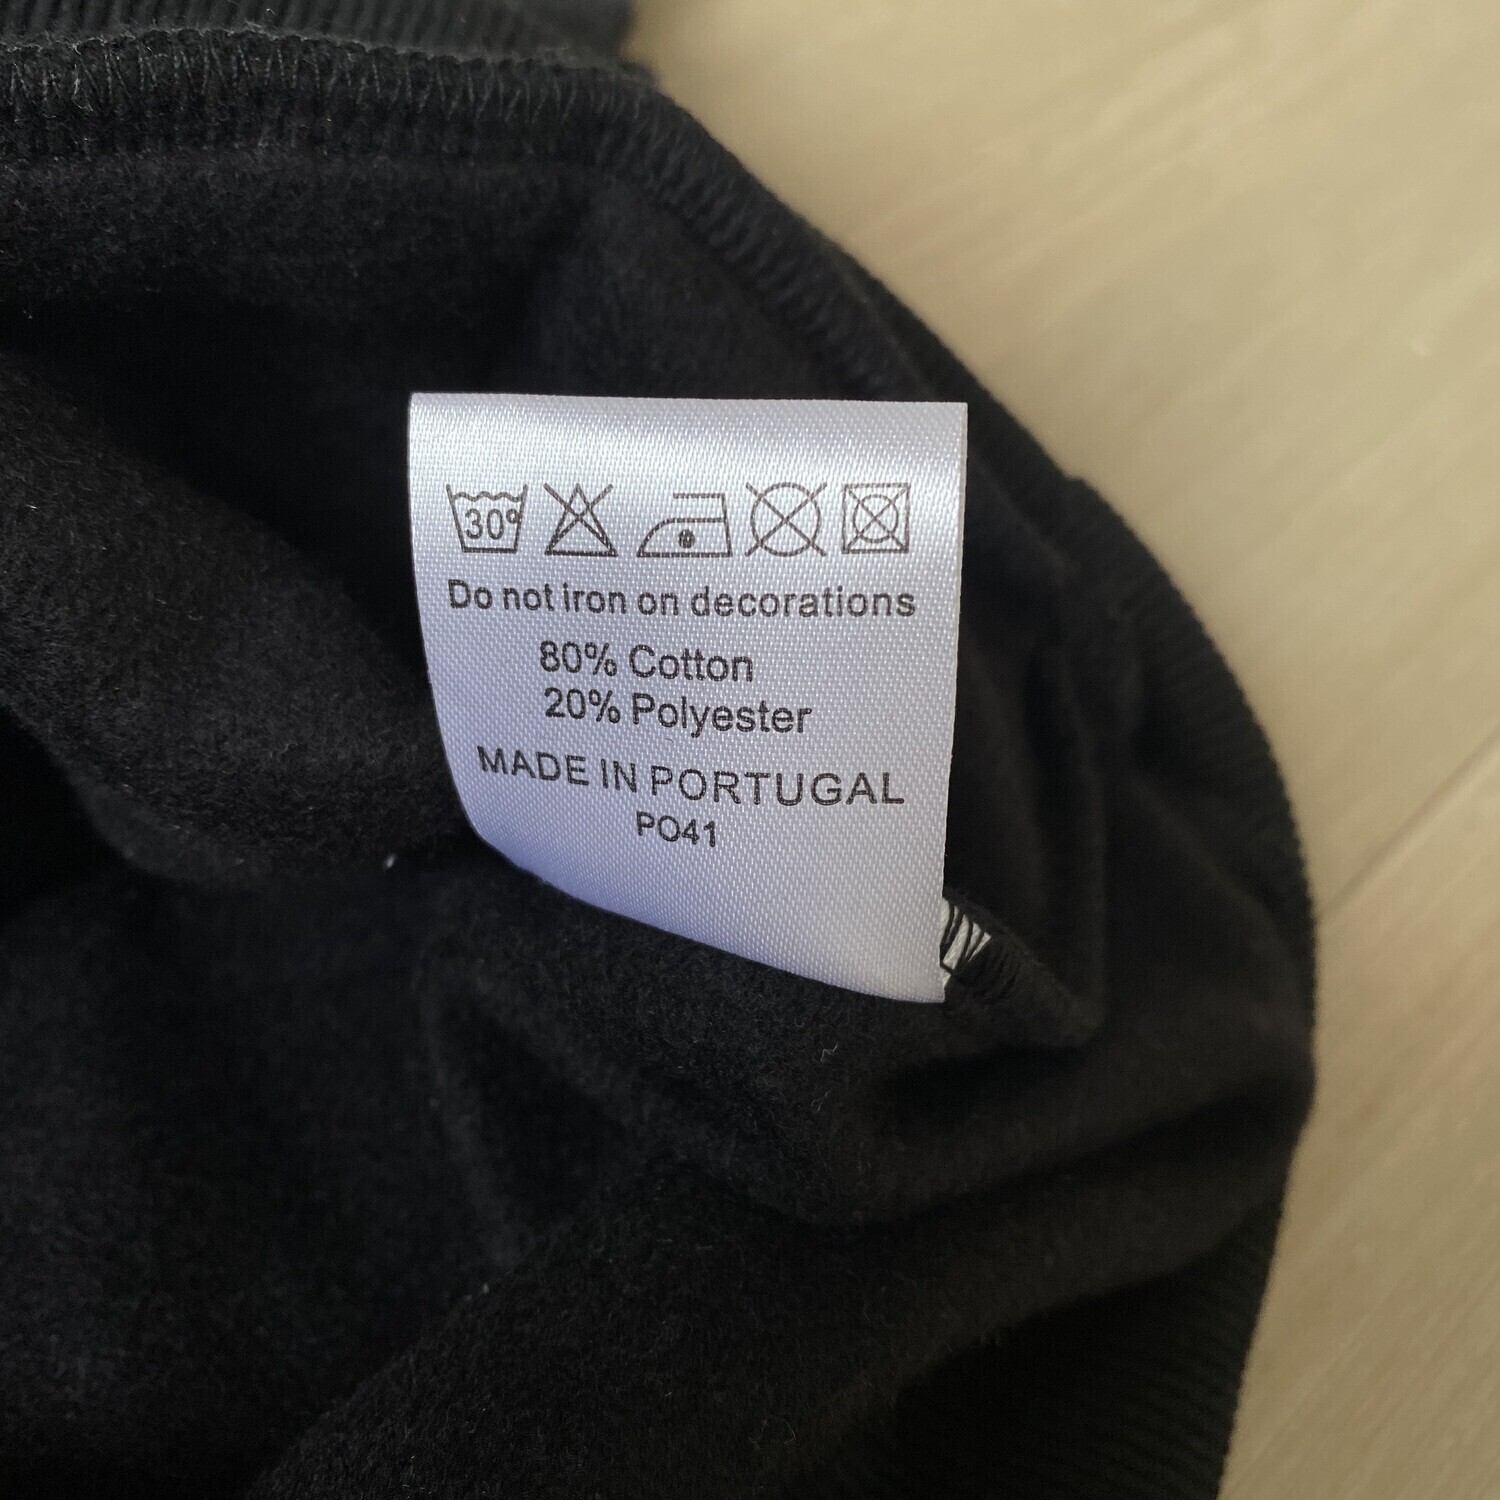 30°
Do not iron on decorations
80% Cotton
20% Polyester
MADE IN PORTUGAL
PO41